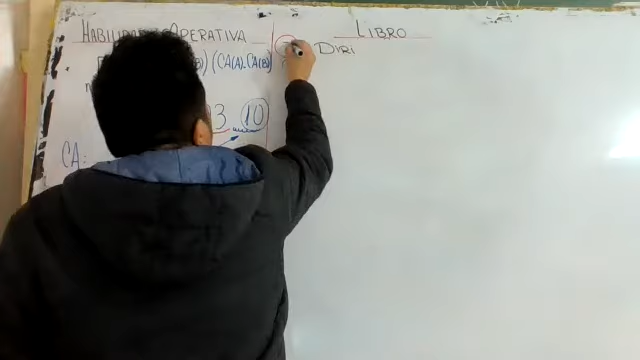 HABILIDAD OPERATIVA
LIBRO
(CA(A).CA(B))
DIRI
3 10
CA: